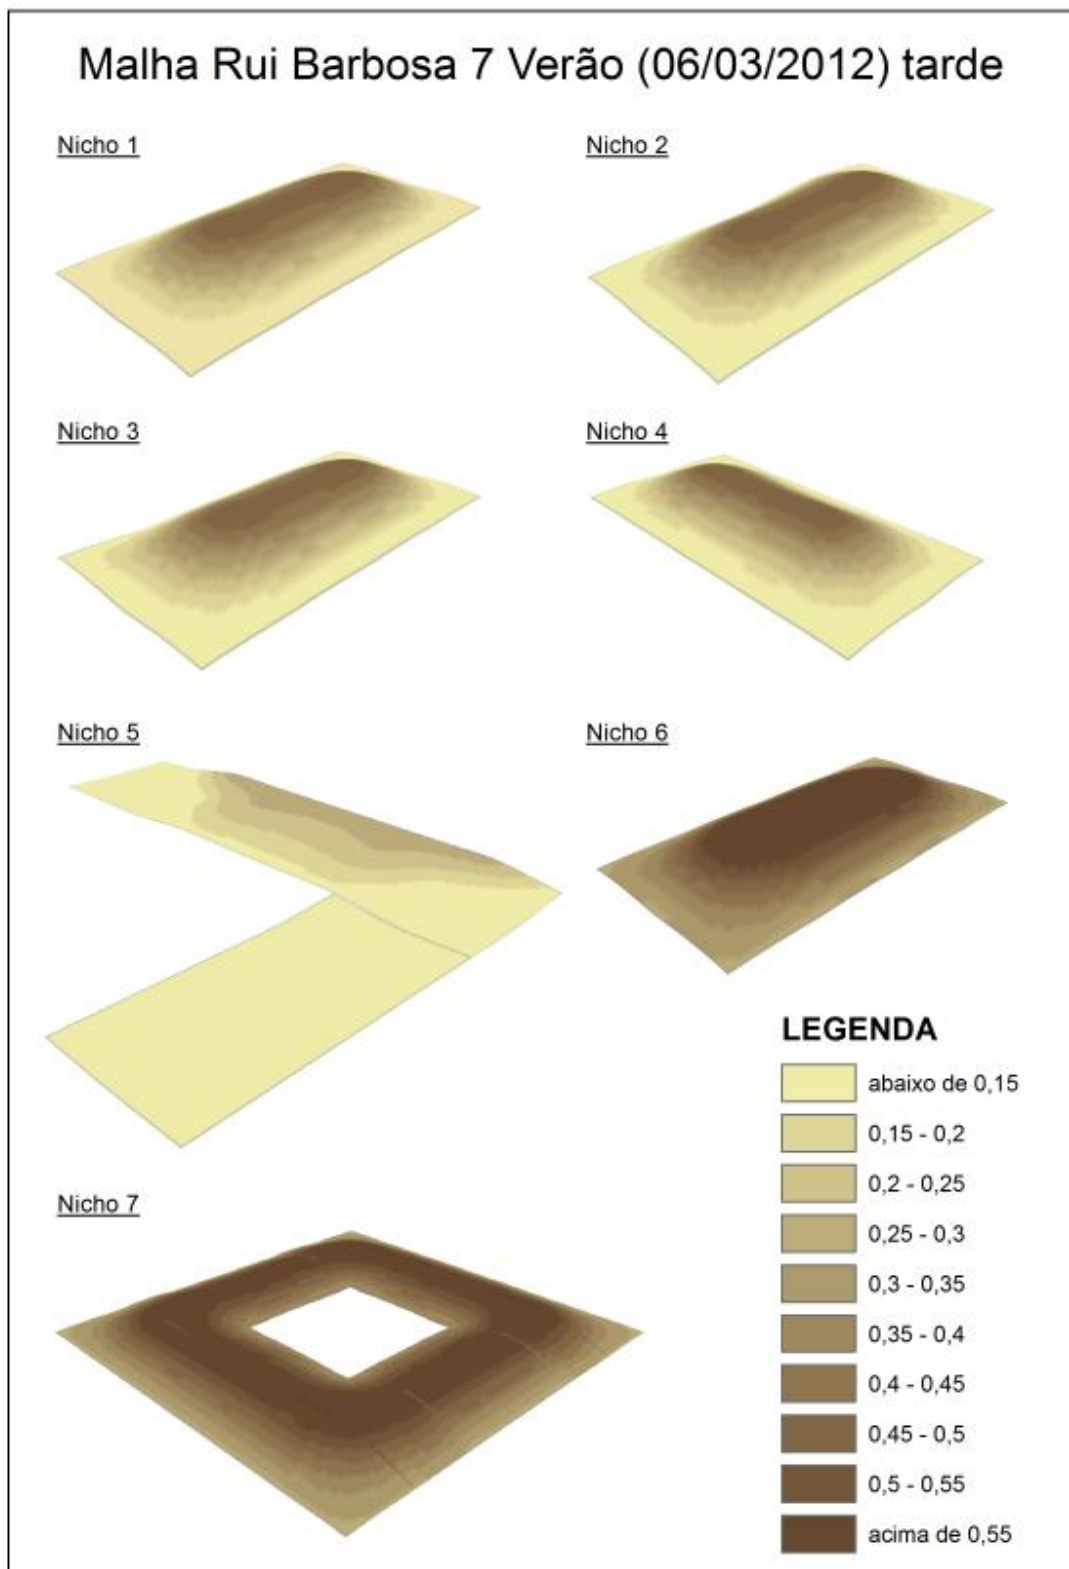 Malha Rui Barbosa 7 Verão (06/03/2012) tarde
Nicho 1
Nicho 2
Nicho 3
Nicho 4
Nicho 5
Nicho 6
Nicho 7
LEGENDA
abaixo de 0,15
0,15 - 0,2
0,2 - 0,25
0,25 - 0,3
0,3 - 0,35
0,35 - 0,4
0,4 - 0,45
0,45 - 0,5
0,5 - 0,55
acima de 0,55